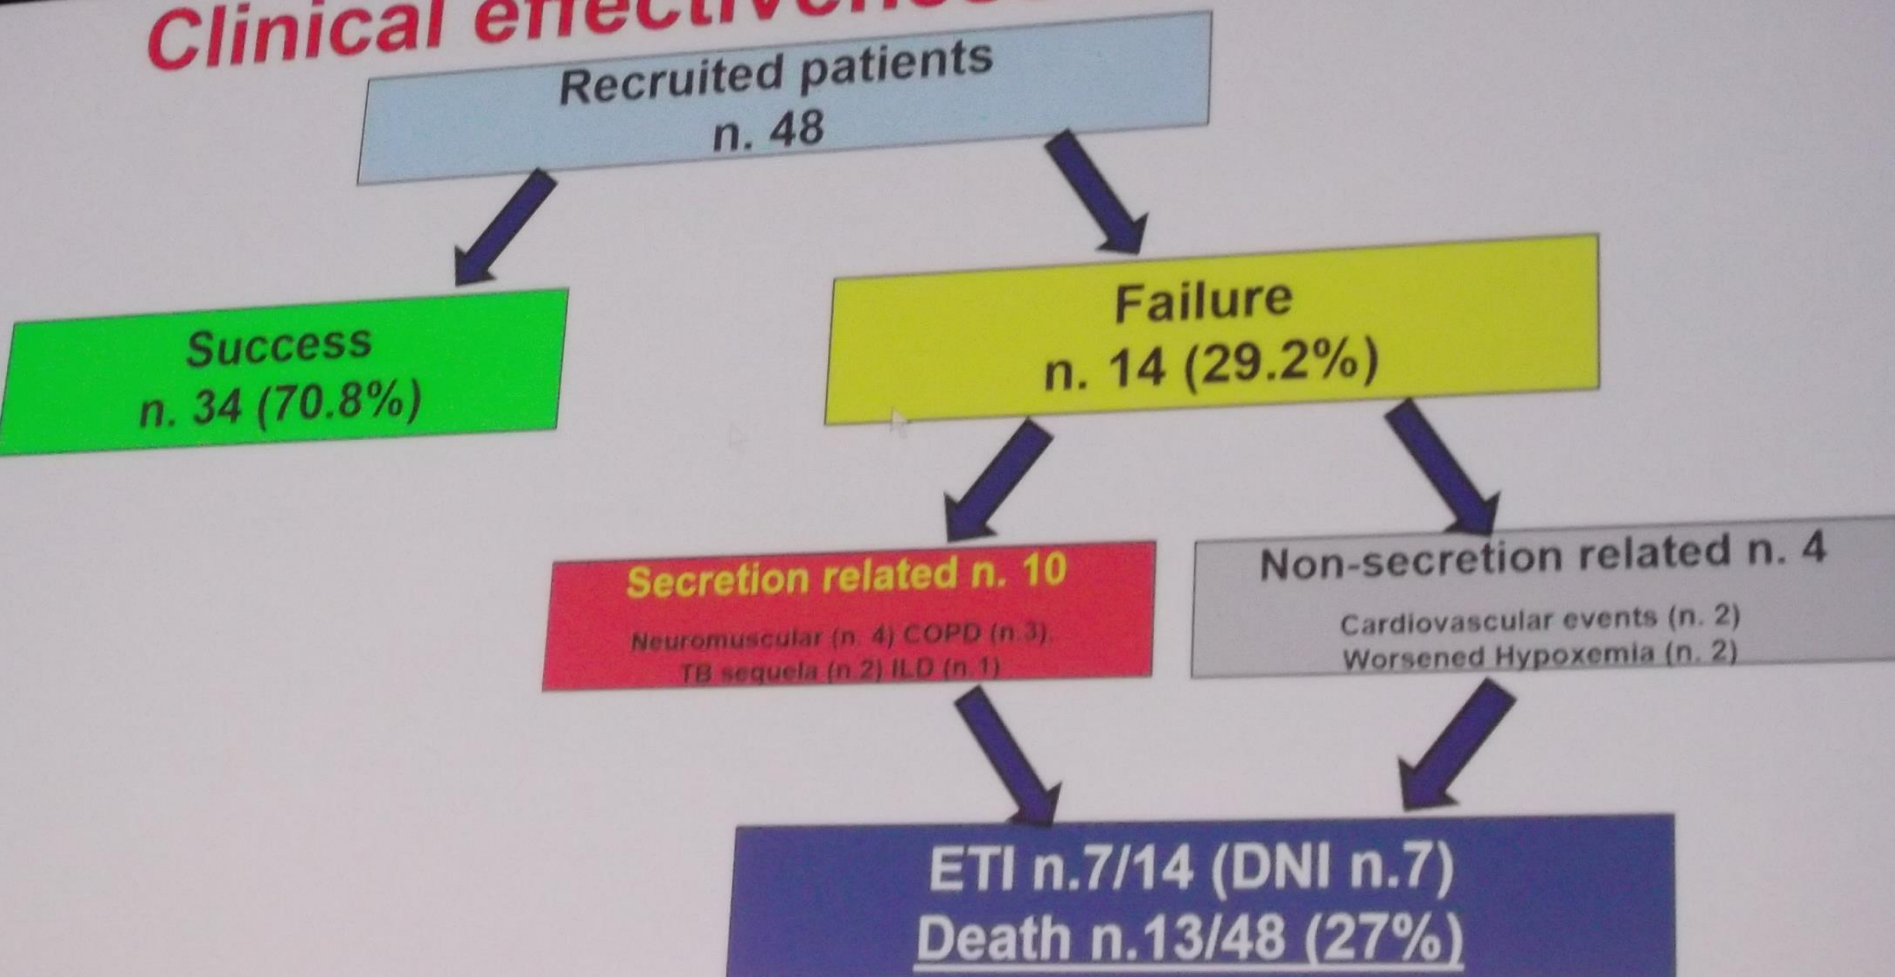 Clinical effectiveness
Recruited patients
n. 48
Success
n. 34 (70.8%)
Failure
n. 14 (29.2%)
Secretion related n. 10
Neuromuscular (n. 4) COPD (n.3),
TB sequela (n.2) ILD (n.1)
Non-secretion related n. 4
Cardiovascular events (n. 2)
Worsened Hypoxemia (n. 2)
ETI n.7/14 (DNI n.7)
Death n.13/48 (27%)